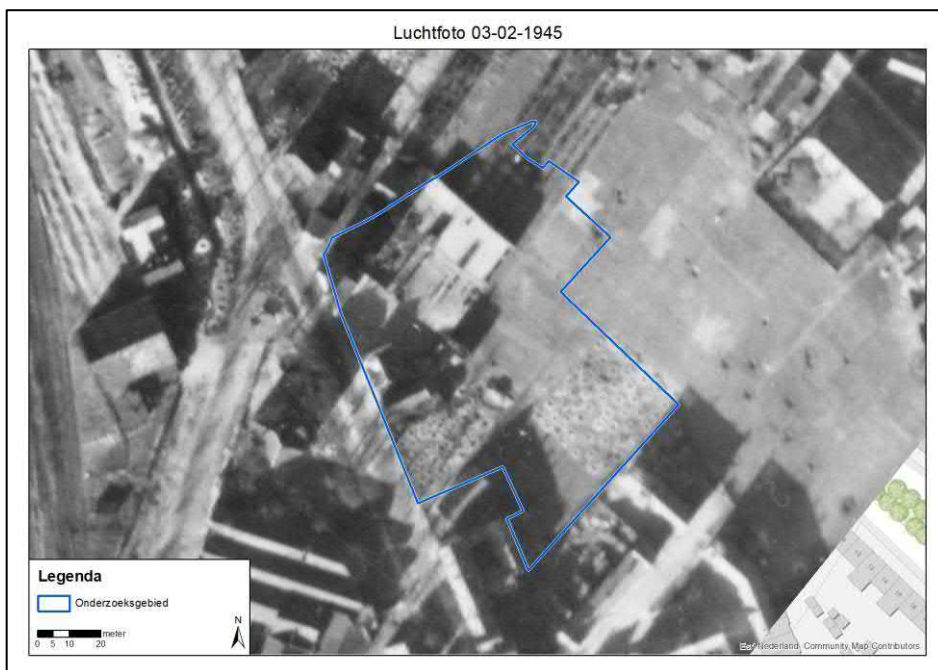 Luchtfoto 03-02-1945
Legenda
Onderzoeksgebied
meter
0 5 10 20
N
Esri Nederland, Community Map Contributors